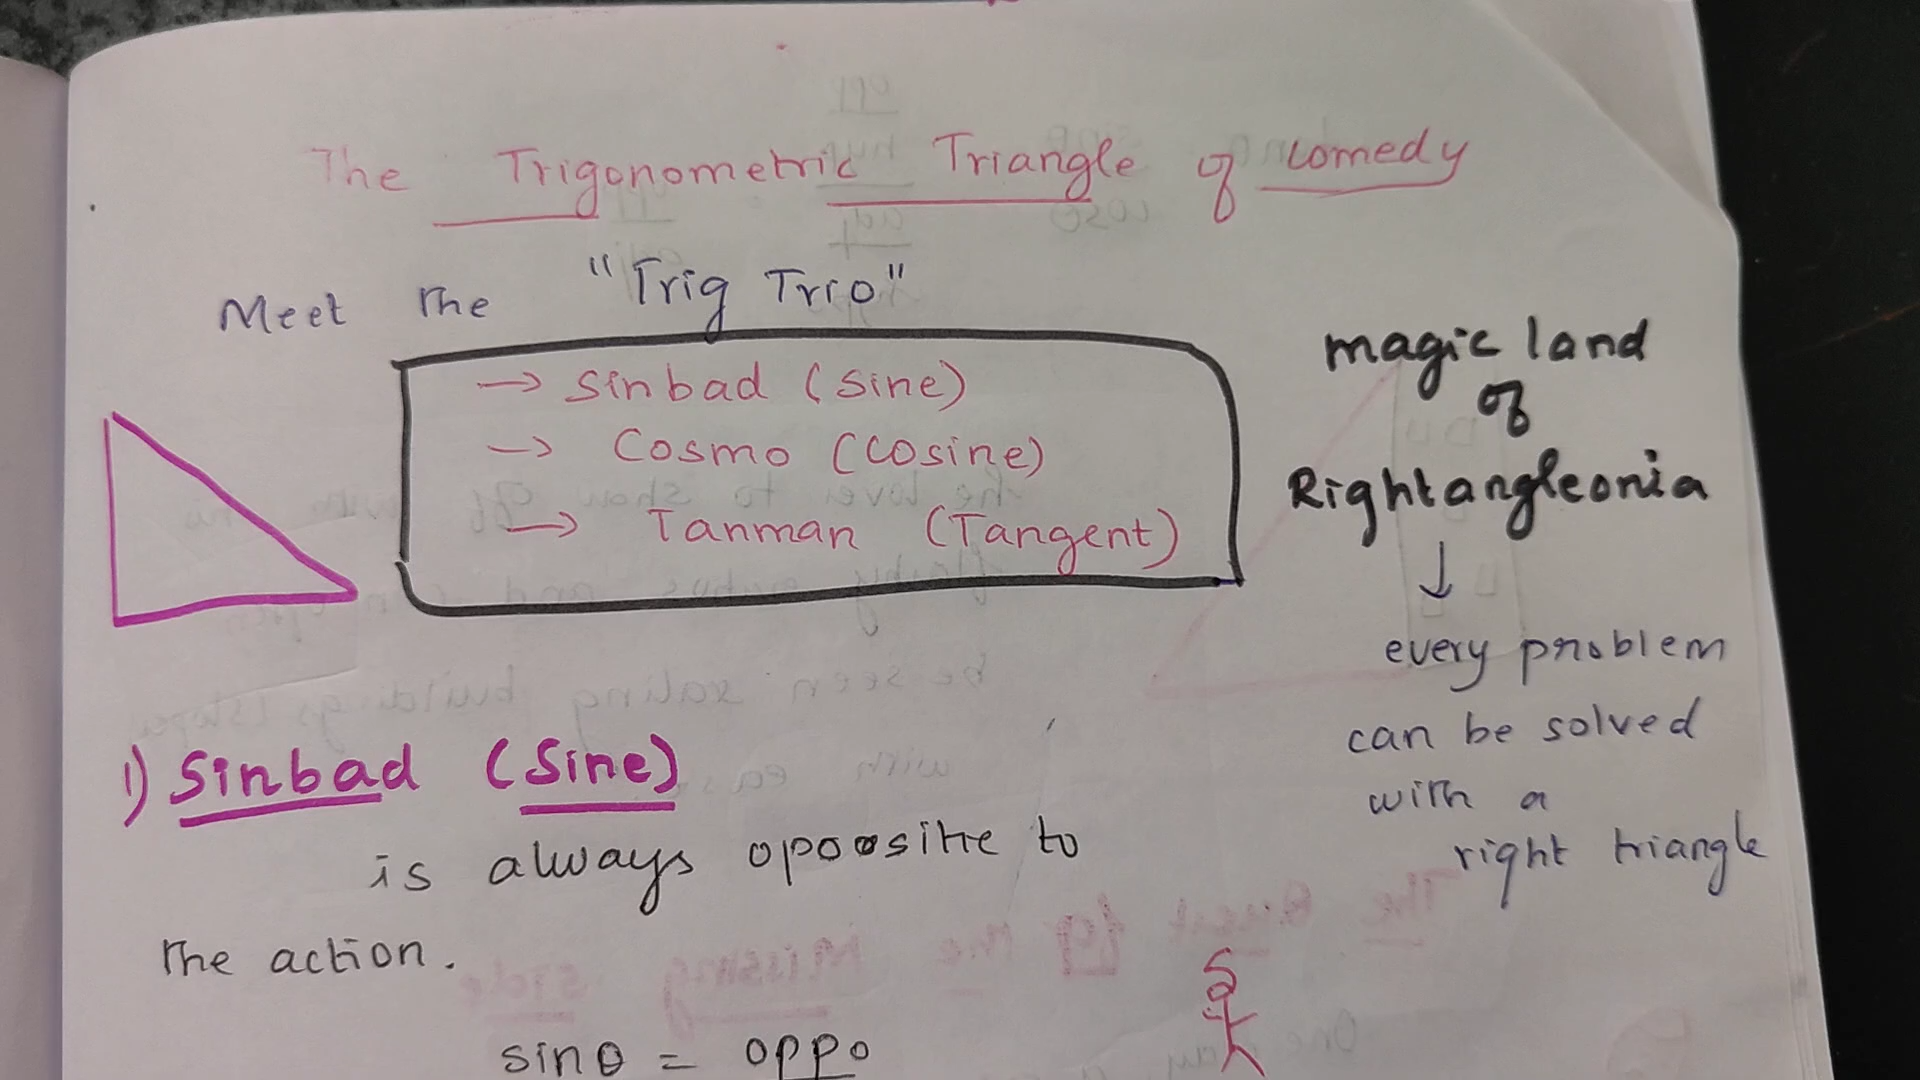 The Trigonometric Triangle of comedy
Meet the "Trig Trio"
→ Sinbad (Sine)
→ Cosmo (Cosine)
→ Tanman (Tangent)
magic land
of
Rightangleonia
↓
every problem
can be solved
with a
right triangle
1) Sinbad (Sine)
is always opoosite to
the action.
sinθ = oppo